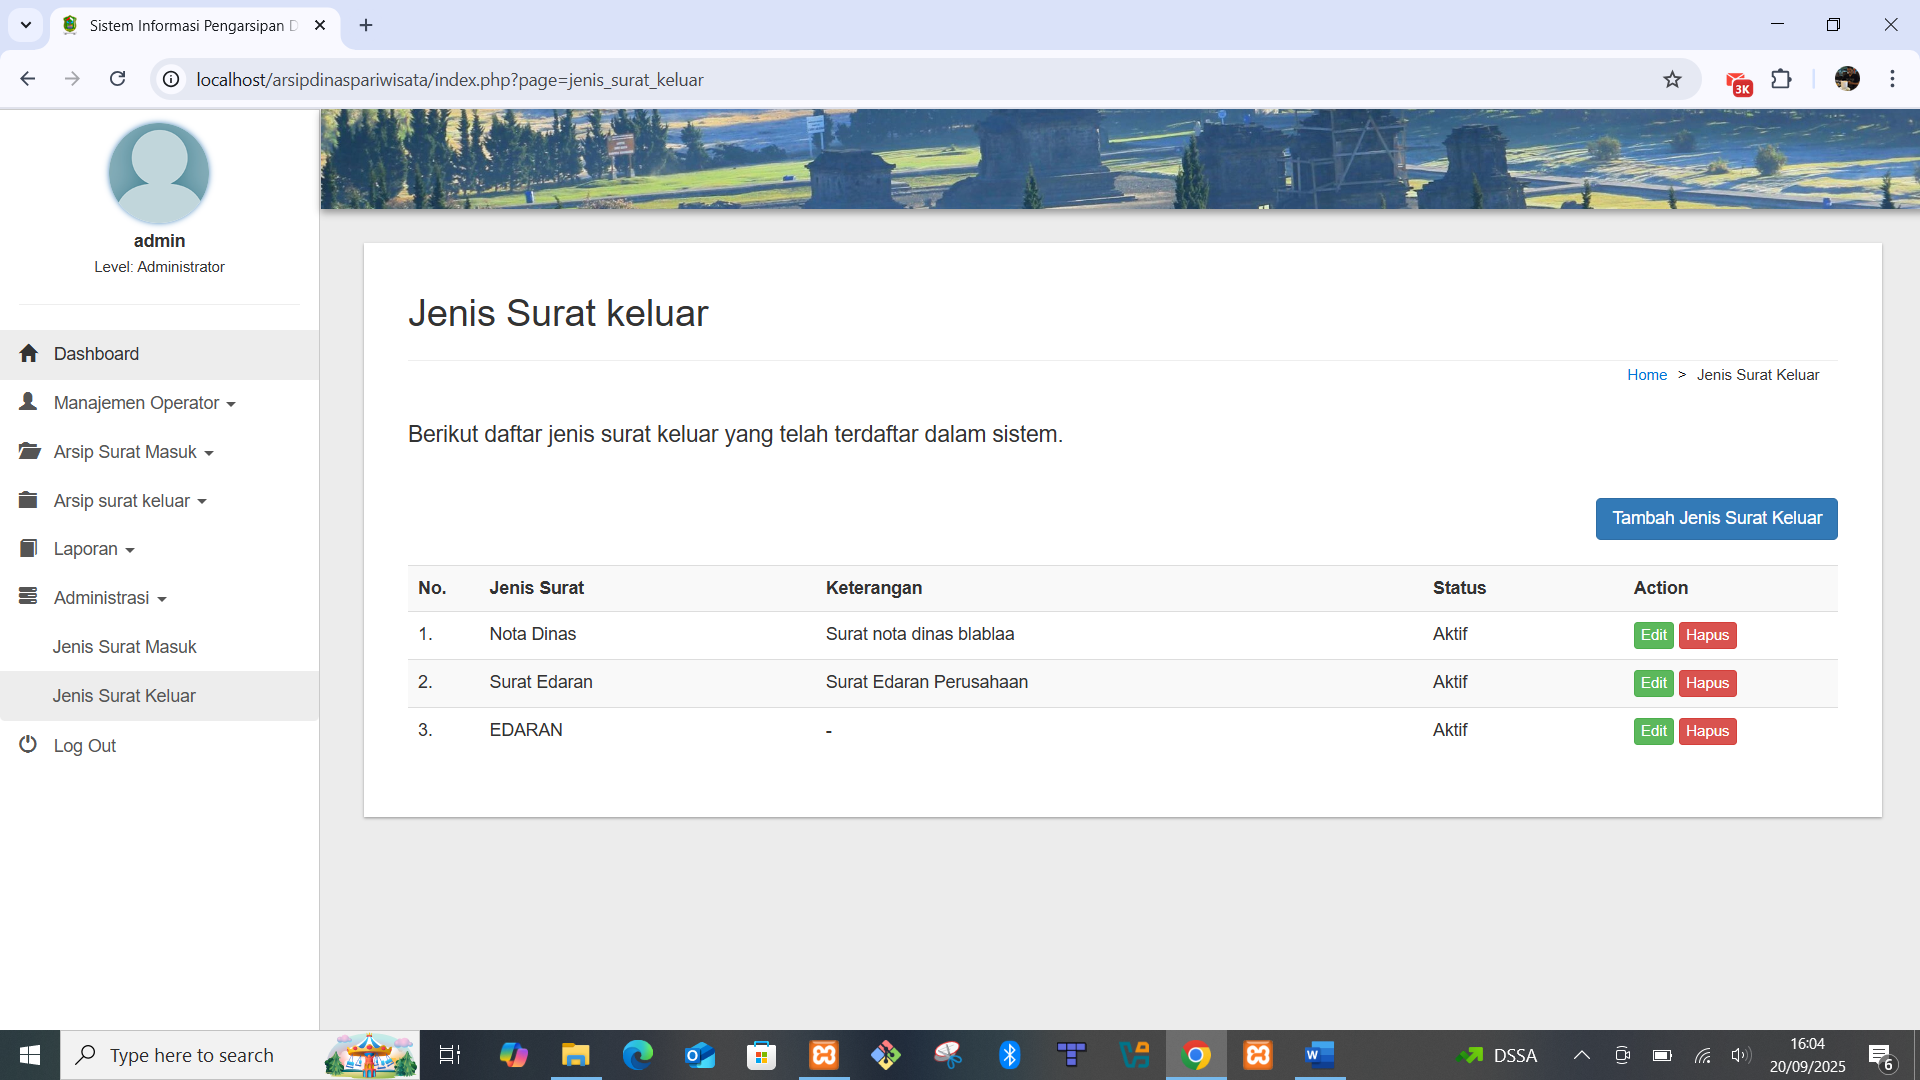 Sistem Informasi Pengarsipan D
localhost/arsipdinaspariwisata/index.php?page=jenis_surat_keluar
3K
admin
Level: Administrator
Dashboard
Manajemen Operator
Arsip Surat Masuk
Arsip surat keluar
Laporan
Administrasi
Jenis Surat Masuk
Jenis Surat Keluar
Log Out
Jenis Surat keluar
Home > Jenis Surat Keluar
Berikut daftar jenis surat keluar yang telah terdaftar dalam sistem.
Tambah Jenis Surat Keluar
No. Jenis Surat Keterangan Status Action
1. Nota Dinas Surat nota dinas blablaa Aktif Edit Hapus
2. Surat Edaran Surat Edaran Perusahaan Aktif Edit Hapus
3. EDARAN - Aktif Edit Hapus
Type here to search
DSSA
16:04
20/09/2025
6